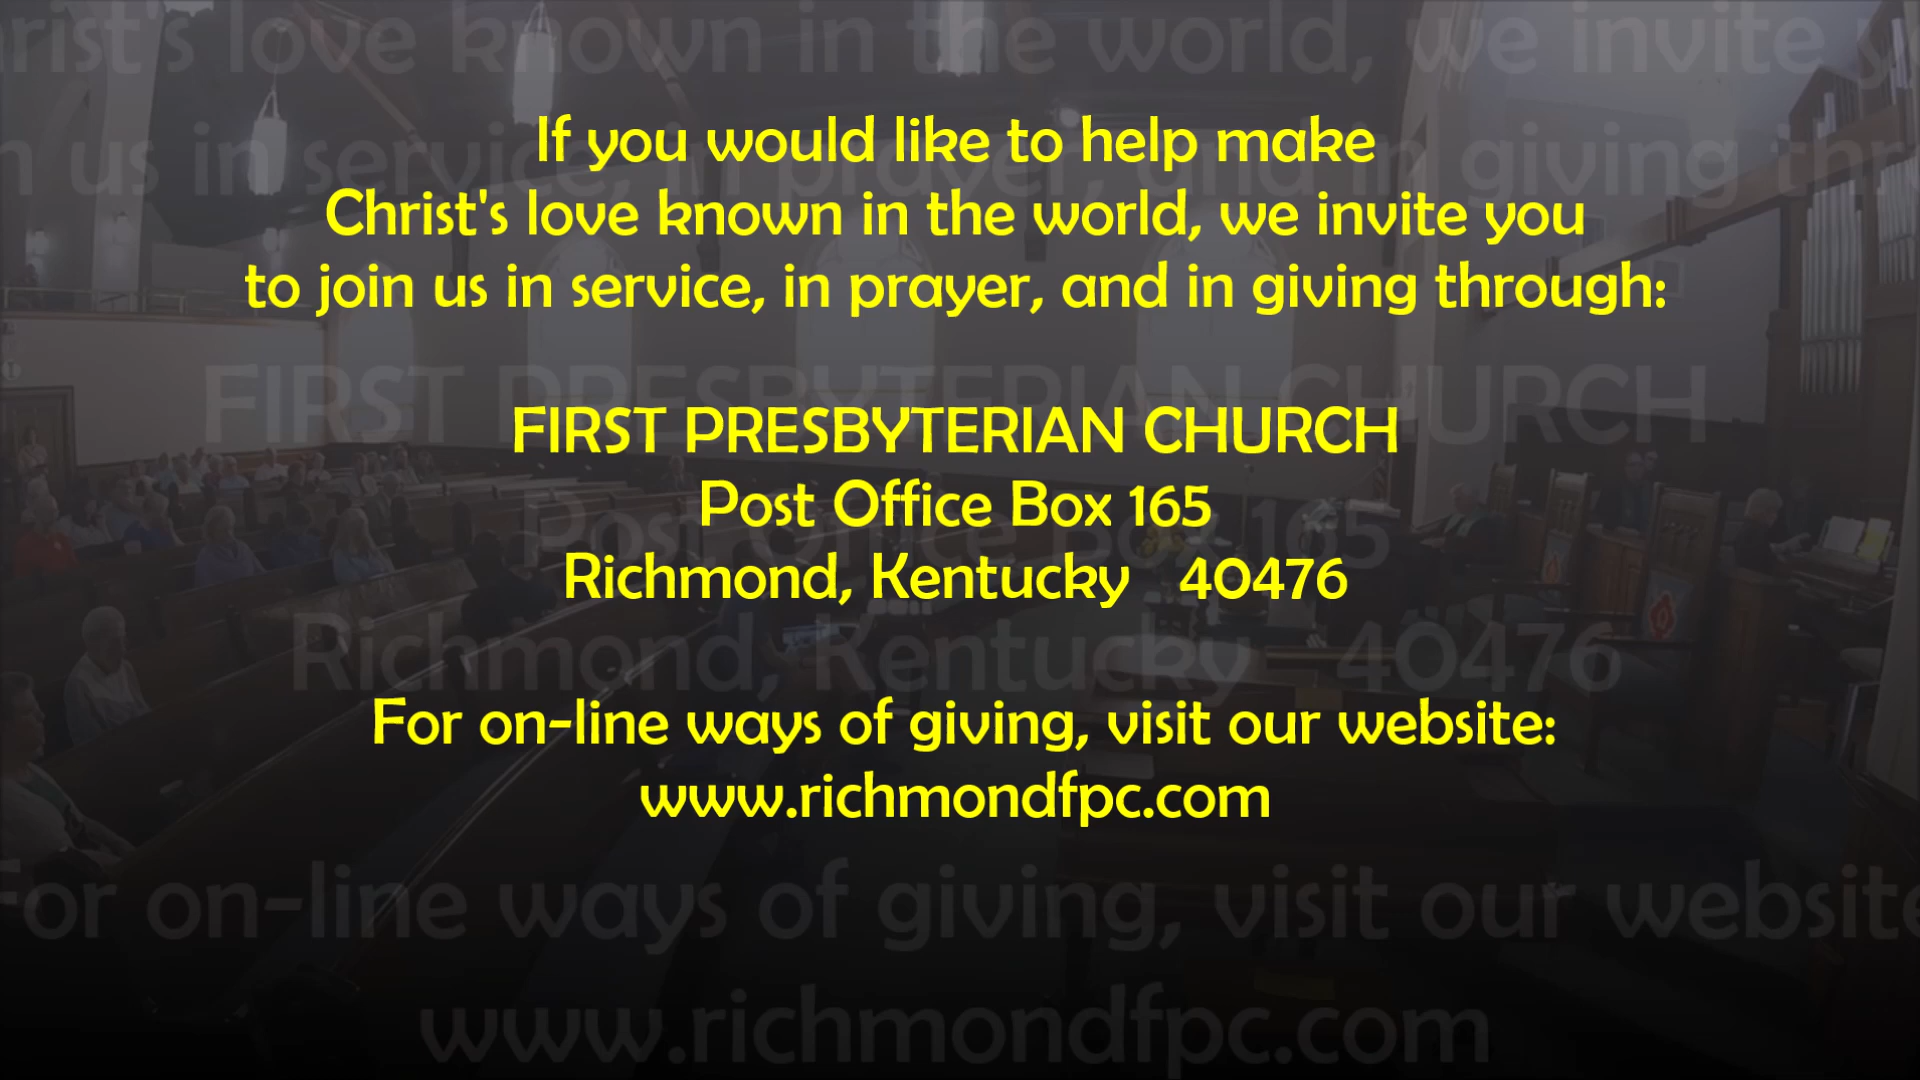 If you would like to help make
Christ's love known in the world, we invite you
to join us in service, in prayer, and in giving through:
FIRST PRESBYTERIAN CHURCH
Post Office Box 165
Richmond, Kentucky 40476
For on-line ways of giving, visit our website:
www.richmondfpc.com